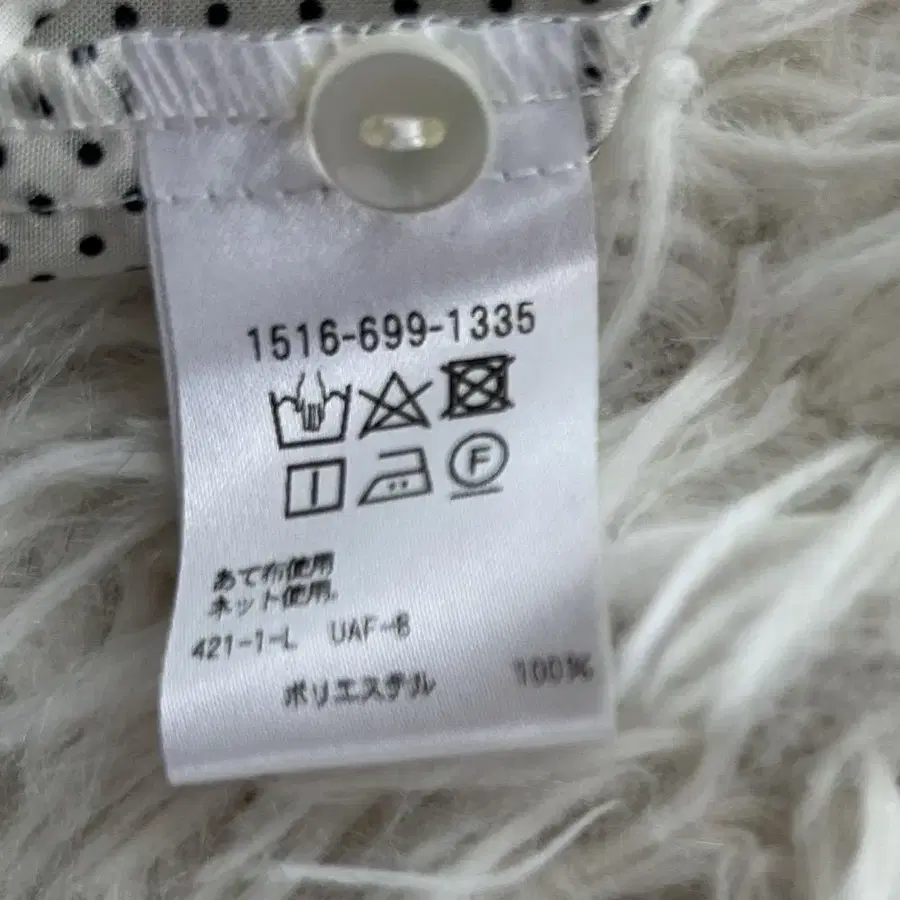 1516-699-1335
F
あて布使用
ネット使用。
421-1-L UAF-B
ポリエステル 100%